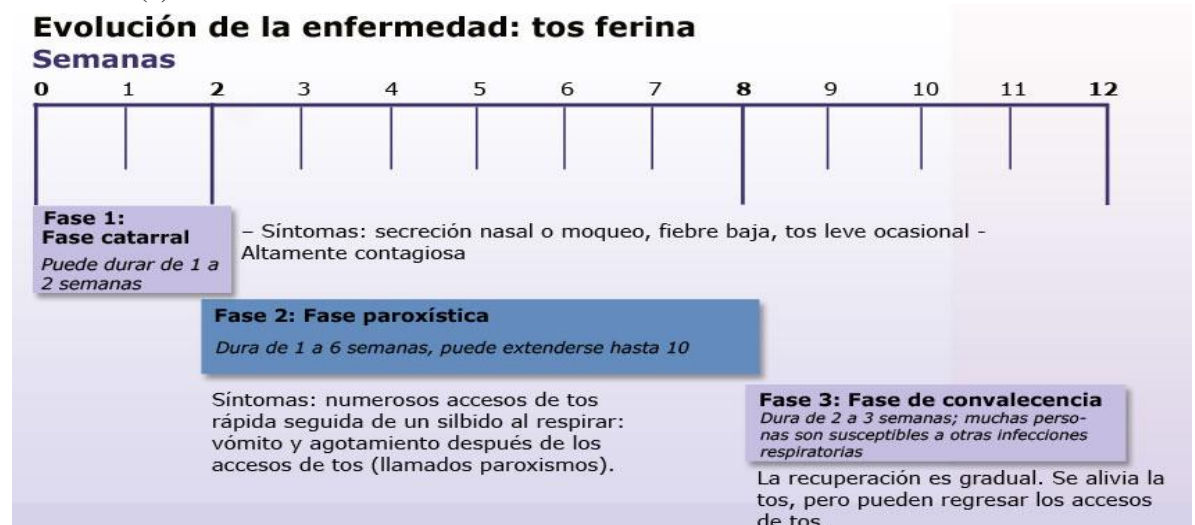 Evolución de la enfermedad: tos ferina
Semanas
0 1 2 3 4 5 6 7 8 9 10 11 12
Fase 1:
Fase catarral
Puede durar de 1 a
2 semanas
– Síntomas: secreción nasal o moqueo, fiebre baja, tos leve ocasional -
Altamente contagiosa
Fase 2: Fase paroxística
Dura de 1 a 6 semanas, puede extenderse hasta 10
Síntomas: numerosos accesos de tos
rápida seguida de un silbido al respirar:
vómito y agotamiento después de los
accesos de tos (llamados paroxismos).
Fase 3: Fase de convalecencia
Dura de 2 a 3 semanas; muchas perso-
nas son susceptibles a otras infecciones
respiratorias
La recuperación es gradual. Se alivia la
tos, pero pueden regresar los accesos
de tos